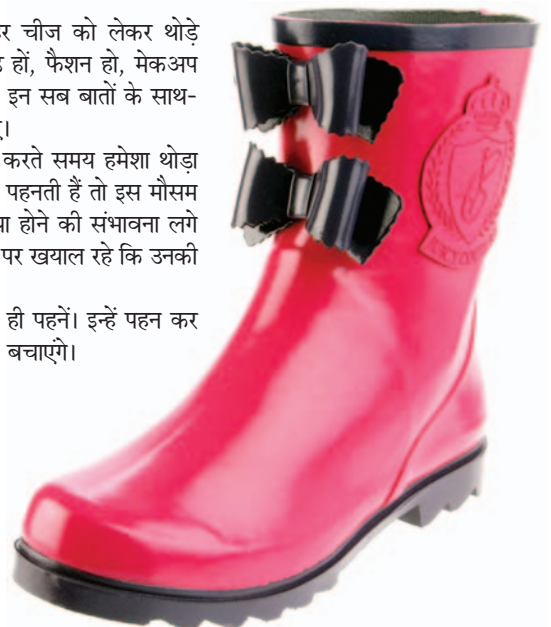 चीज को लेकर थोड़े
हों, फैशन हो, मेकअप
इन सब बातों के साथ-
करते समय हमेशा थोड़ा
पहनती हैं तो इस मौसम
होने की संभावना लगे
पर खयाल रहे कि उनकी
ही पहनें। इन्हें पहन कर
बचाएंगे।